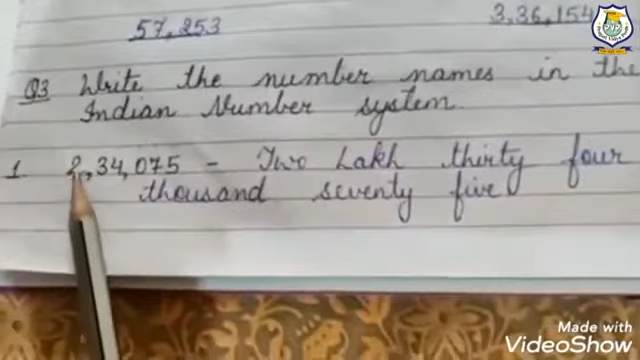 57,253
3,36,154
Q3 Write the number names in the
Indian Number system.
1 2,34,075 - Two Lakh thirty four
thousand seventy five
Made with
VideoShow